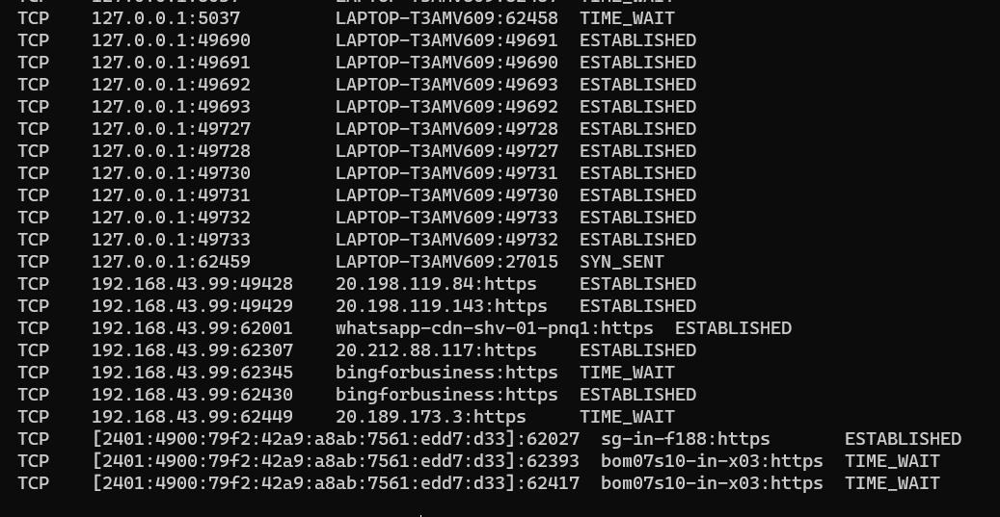 TCP 127.0.0.1:5037 LAPTOP-T3AMV609:62458 TIME_WAIT
TCP 127.0.0.1:49690 LAPTOP-T3AMV609:49691 ESTABLISHED
TCP 127.0.0.1:49691 LAPTOP-T3AMV609:49690 ESTABLISHED
TCP 127.0.0.1:49692 LAPTOP-T3AMV609:49693 ESTABLISHED
TCP 127.0.0.1:49693 LAPTOP-T3AMV609:49692 ESTABLISHED
TCP 127.0.0.1:49727 LAPTOP-T3AMV609:49728 ESTABLISHED
TCP 127.0.0.1:49728 LAPTOP-T3AMV609:49727 ESTABLISHED
TCP 127.0.0.1:49730 LAPTOP-T3AMV609:49731 ESTABLISHED
TCP 127.0.0.1:49731 LAPTOP-T3AMV609:49730 ESTABLISHED
TCP 127.0.0.1:49732 LAPTOP-T3AMV609:49733 ESTABLISHED
TCP 127.0.0.1:49733 LAPTOP-T3AMV609:49732 ESTABLISHED
TCP 127.0.0.1:62459 LAPTOP-T3AMV609:27015 SYN_SENT
TCP 192.168.43.99:49428 20.198.119.84:https ESTABLISHED
TCP 192.168.43.99:49429 20.198.119.143:https ESTABLISHED
TCP 192.168.43.99:62001 whatsapp-cdn-shv-01-pnq1:https ESTABLISHED
TCP 192.168.43.99:62307 20.212.88.117:https ESTABLISHED
TCP 192.168.43.99:62345 bingforbusiness:https TIME_WAIT
TCP 192.168.43.99:62430 bingforbusiness:https ESTABLISHED
TCP 192.168.43.99:62449 20.189.173.3:https TIME_WAIT
TCP [2401:4900:79f2:42a9:a8ab:7561:edd7:d33]:62027 sg-in-f188:https ESTABLISHED
TCP [2401:4900:79f2:42a9:a8ab:7561:edd7:d33]:62393 bom07s10-in-x03:https TIME_WAIT
TCP [2401:4900:79f2:42a9:a8ab:7561:edd7:d33]:62417 bom07s10-in-x03:https TIME_WAIT